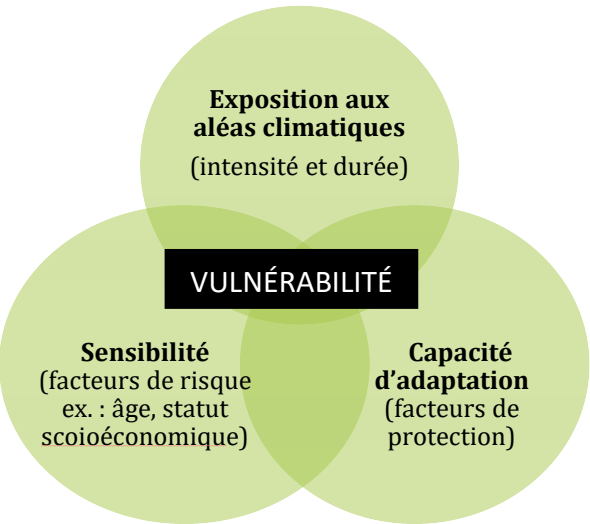 Exposition aux
aléas climatiques
(intensité et durée)
VULNÉRABILITÉ
Sensibilité
(facteurs de risque
ex. : âge, statut
scoioéconomique)
Capacité
d'adaptation
(facteurs de
protection)